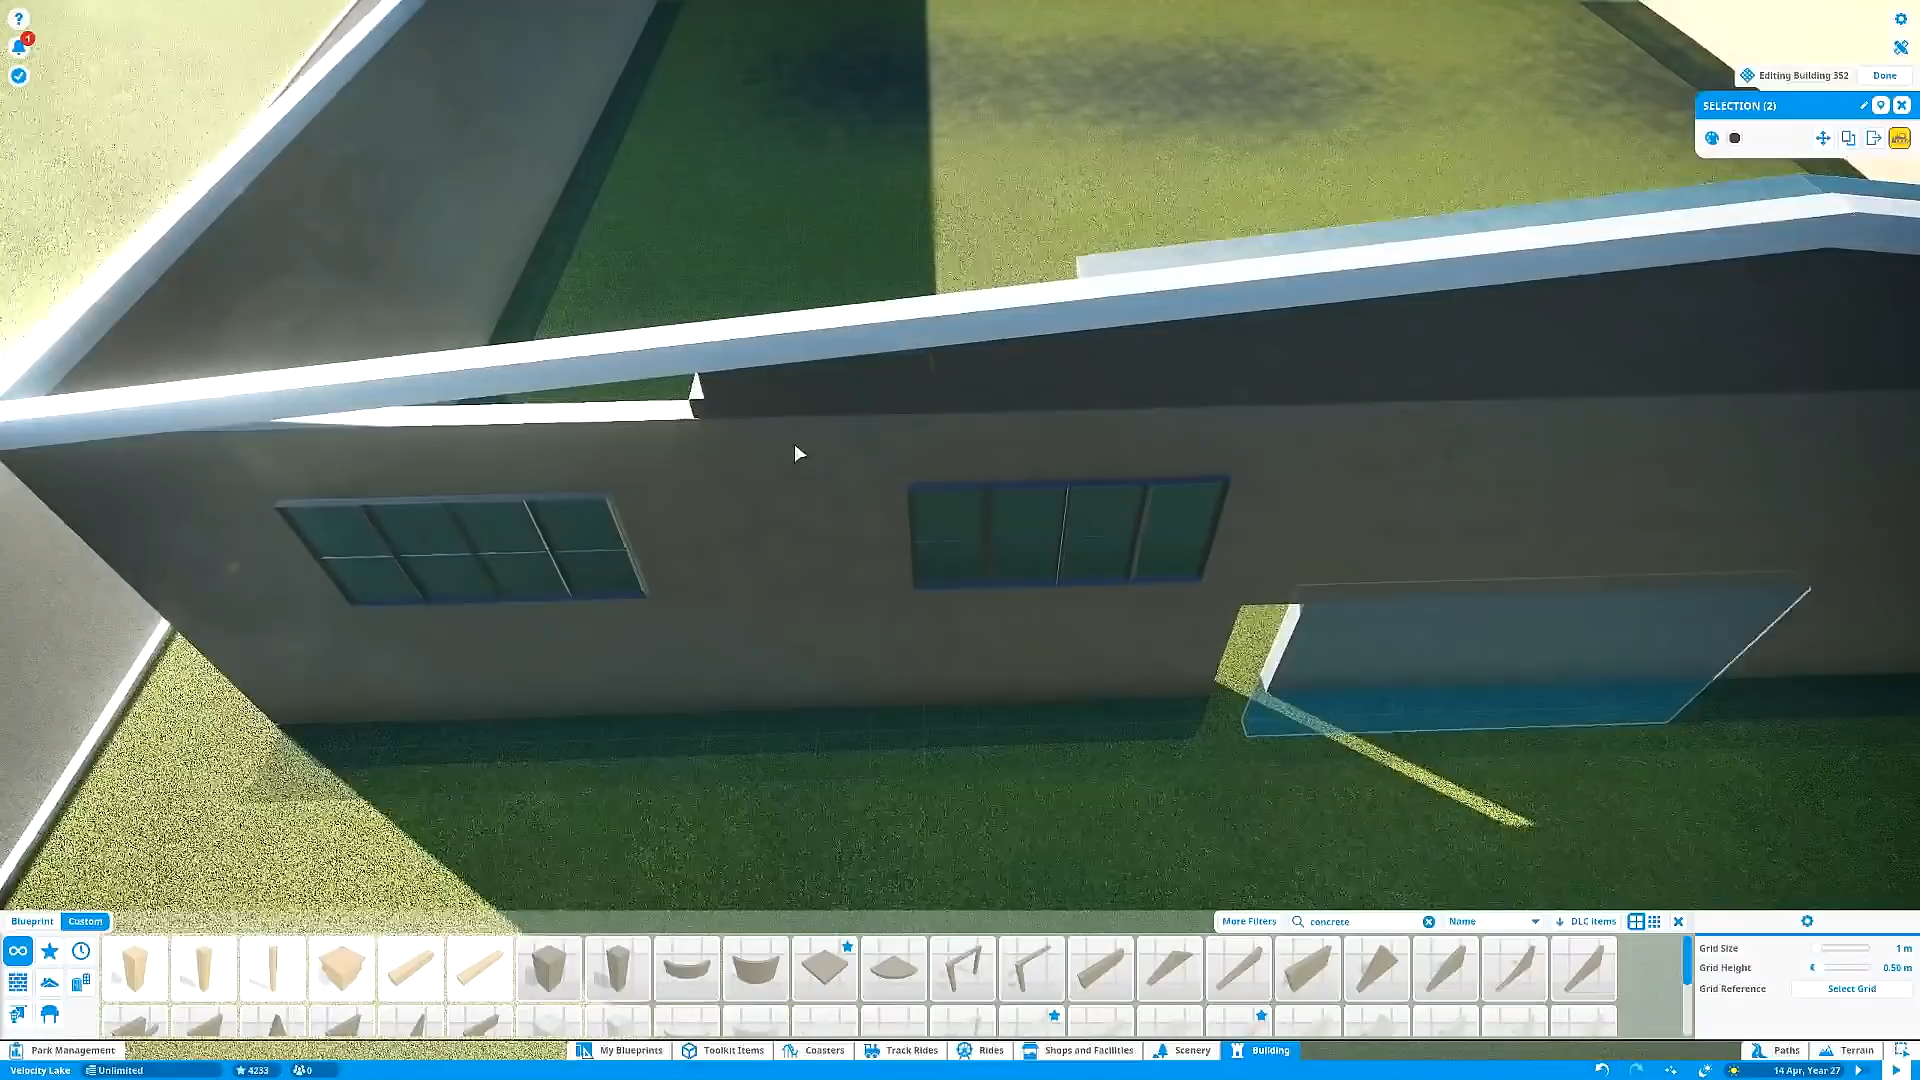 ?
1
Editing Building 352
Done
SELECTION (2)
Blueprint
Custom
More Filters
concrete
Name
DLC Items
Grid Size
1 m
Grid Height
0.50 m
Grid Reference
Select Grid
Park Management
My Blueprints
Toolkit Items
Coasters
Track Rides
Rides
Shops and Facilities
Scenery
Building
Paths
Terrain
Velocity Lake
Unlimited
4233
0
14 Apr, Year 27